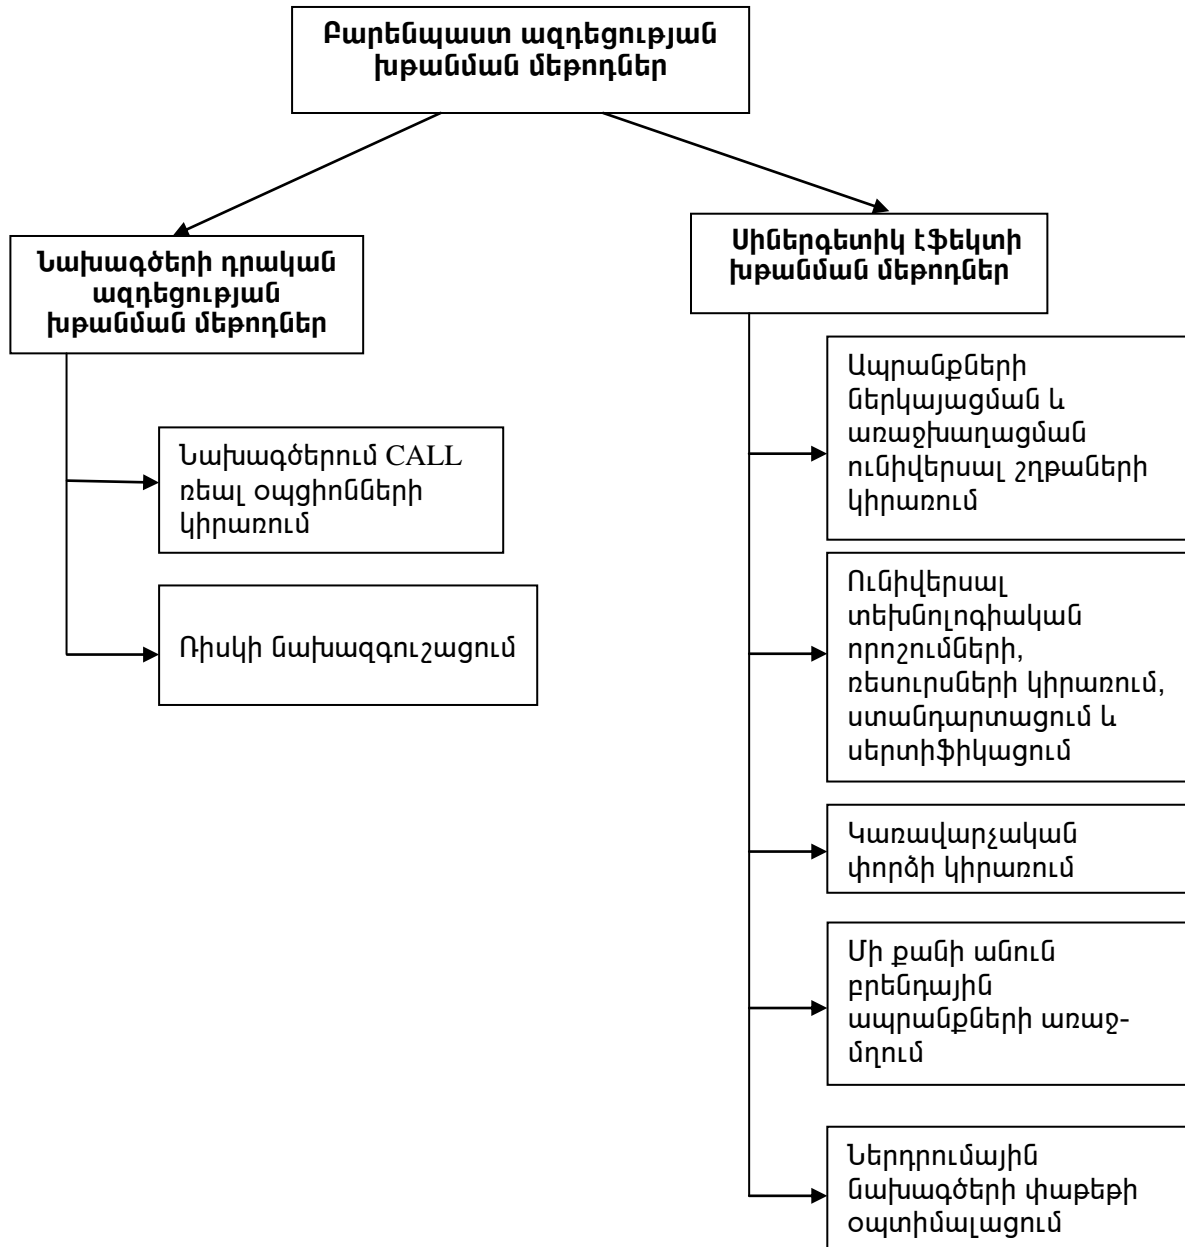 Բարենպաստ ազդեցության
խթանման մեթոդներ
Նախագծերի դրական
ազդեցության
խթանման մեթոդներ
Նախագծերում CALL
ռեալ օպցիոնների
կիրառում
Ռիսկի նախազգուշացում
Սիներգետիկ էֆեկտի
խթանման մեթոդներ
Ապրանքների
ներկայացման և
առաջխաղացման
ունիվերսալ շղթաների
կիրառում
Ունիվերսալ
տեխնոլոգիական
որոշումների,
ռեսուրսների կիրառում,
ստանդարտացում և
սերտիֆիկացում
Կառավարչական
փորձի կիրառում
Մի քանի անուն
բրենդային
ապրանքների առաջ-
մղում
Ներդրումային
նախագծերի փաթեթի
օպտիմալացում